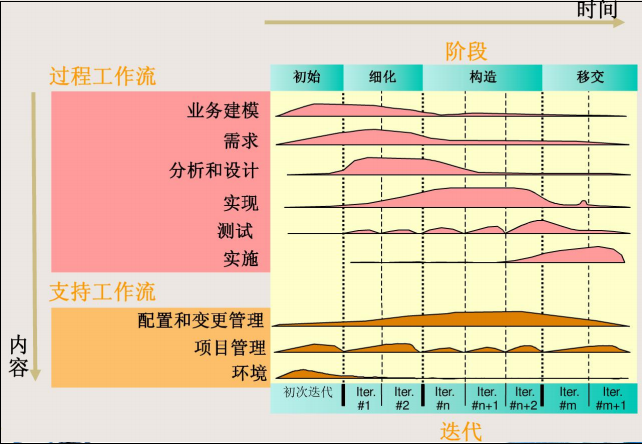 时间
阶段
过程工作流
初始 细化 构造 移交
业务建模
需求
分析和设计
实现
测试
实施
支持工作流
配置和变更管理
项目管理
环境
内容
初次迭代 Iter. #1 Iter. #2 Iter. #n Iter. #n+1 Iter. #n+2 Iter. #m Iter. #m+1
迭代